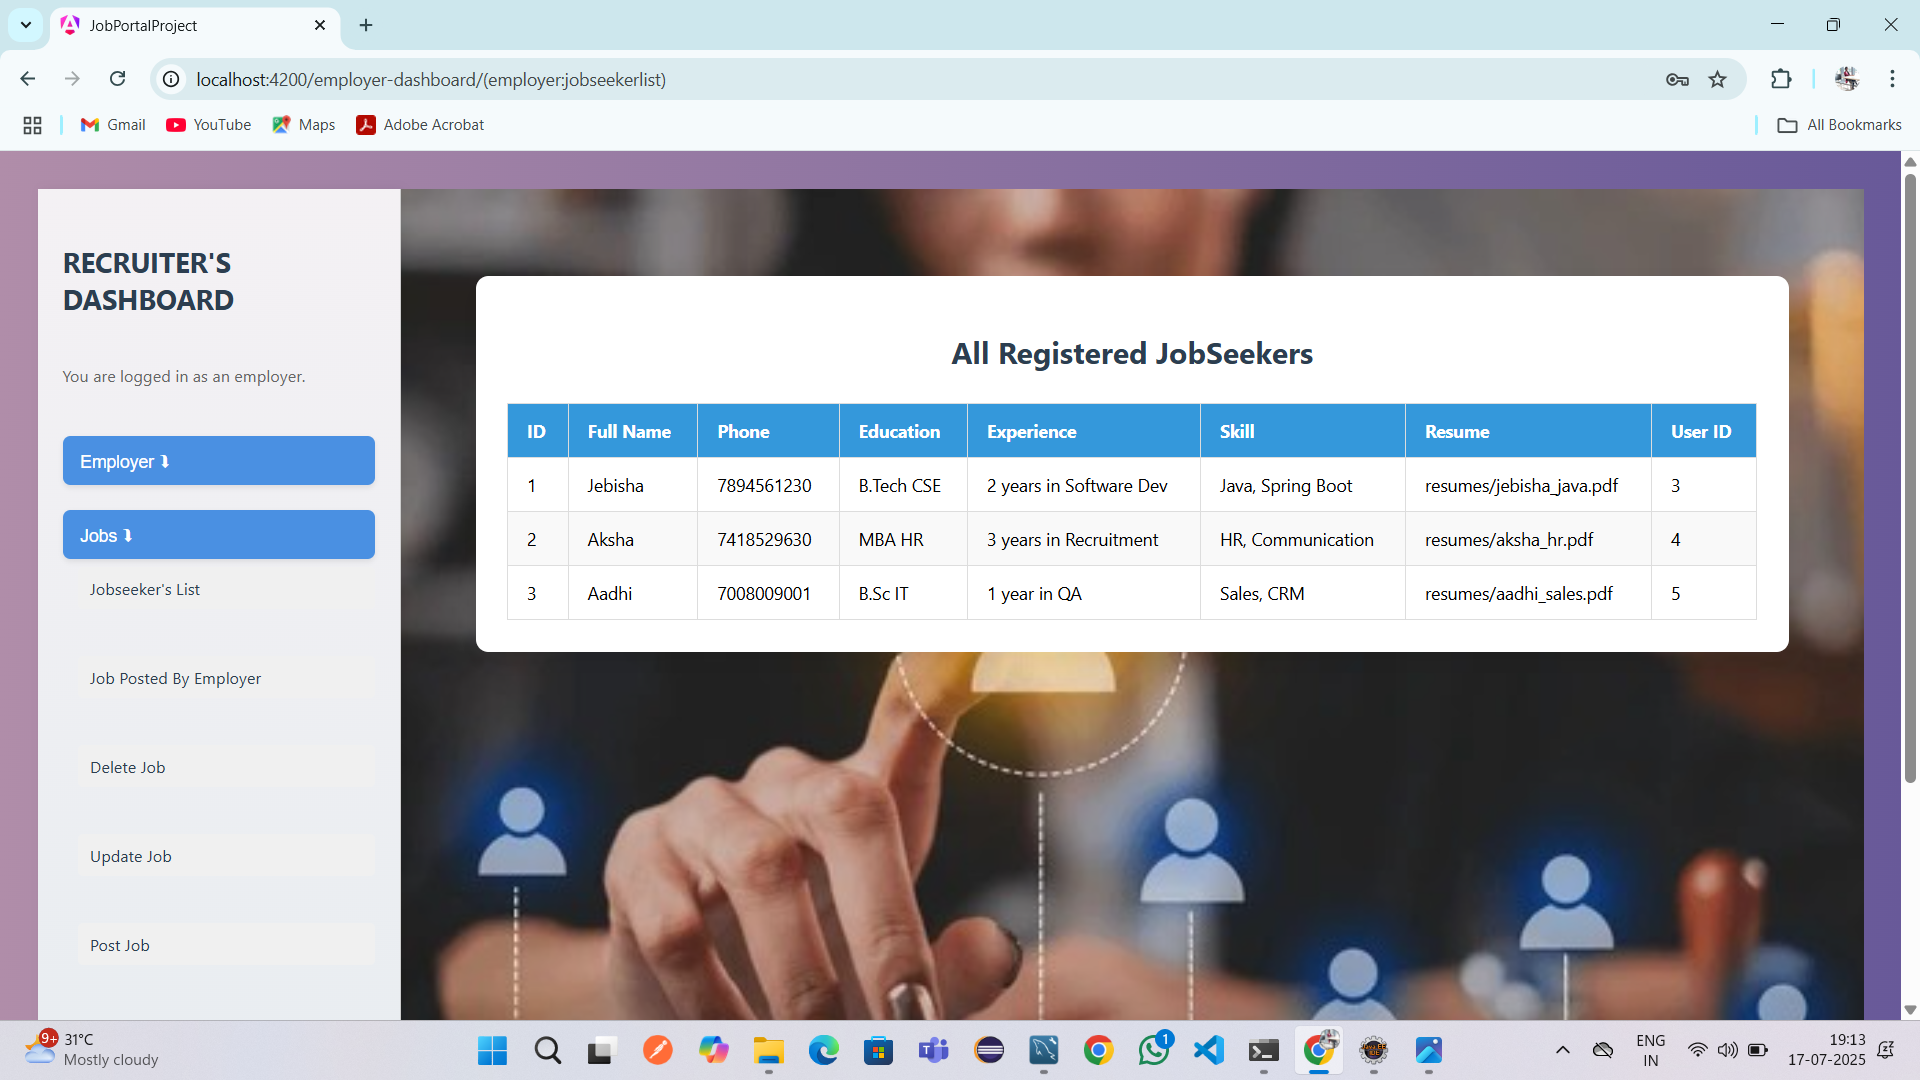 JobPortalProject
localhost:4200/employer-dashboard/(employer:jobseekerlist)
Gmail YouTube Maps Adobe Acrobat All Bookmarks
RECRUITER'S
DASHBOARD
You are logged in as an employer.
Employer ⤵
Jobs ⤵
Jobseeker's List
Job Posted By Employer
Delete Job
Update Job
Post Job
All Registered JobSeekers
ID Full Name Phone Education Experience Skill Resume User ID
1 Jebisha 7894561230 B.Tech CSE 2 years in Software Dev Java, Spring Boot resumes/jebisha_java.pdf 3
2 Aksha 7418529630 MBA HR 3 years in Recruitment HR, Communication resumes/aksha_hr.pdf 4
3 Aadhi 7008009001 B.Sc IT 1 year in QA Sales, CRM resumes/aadhi_sales.pdf 5
9+
31°C
Mostly cloudy
1
ENG
IN
19:13
17-07-2025